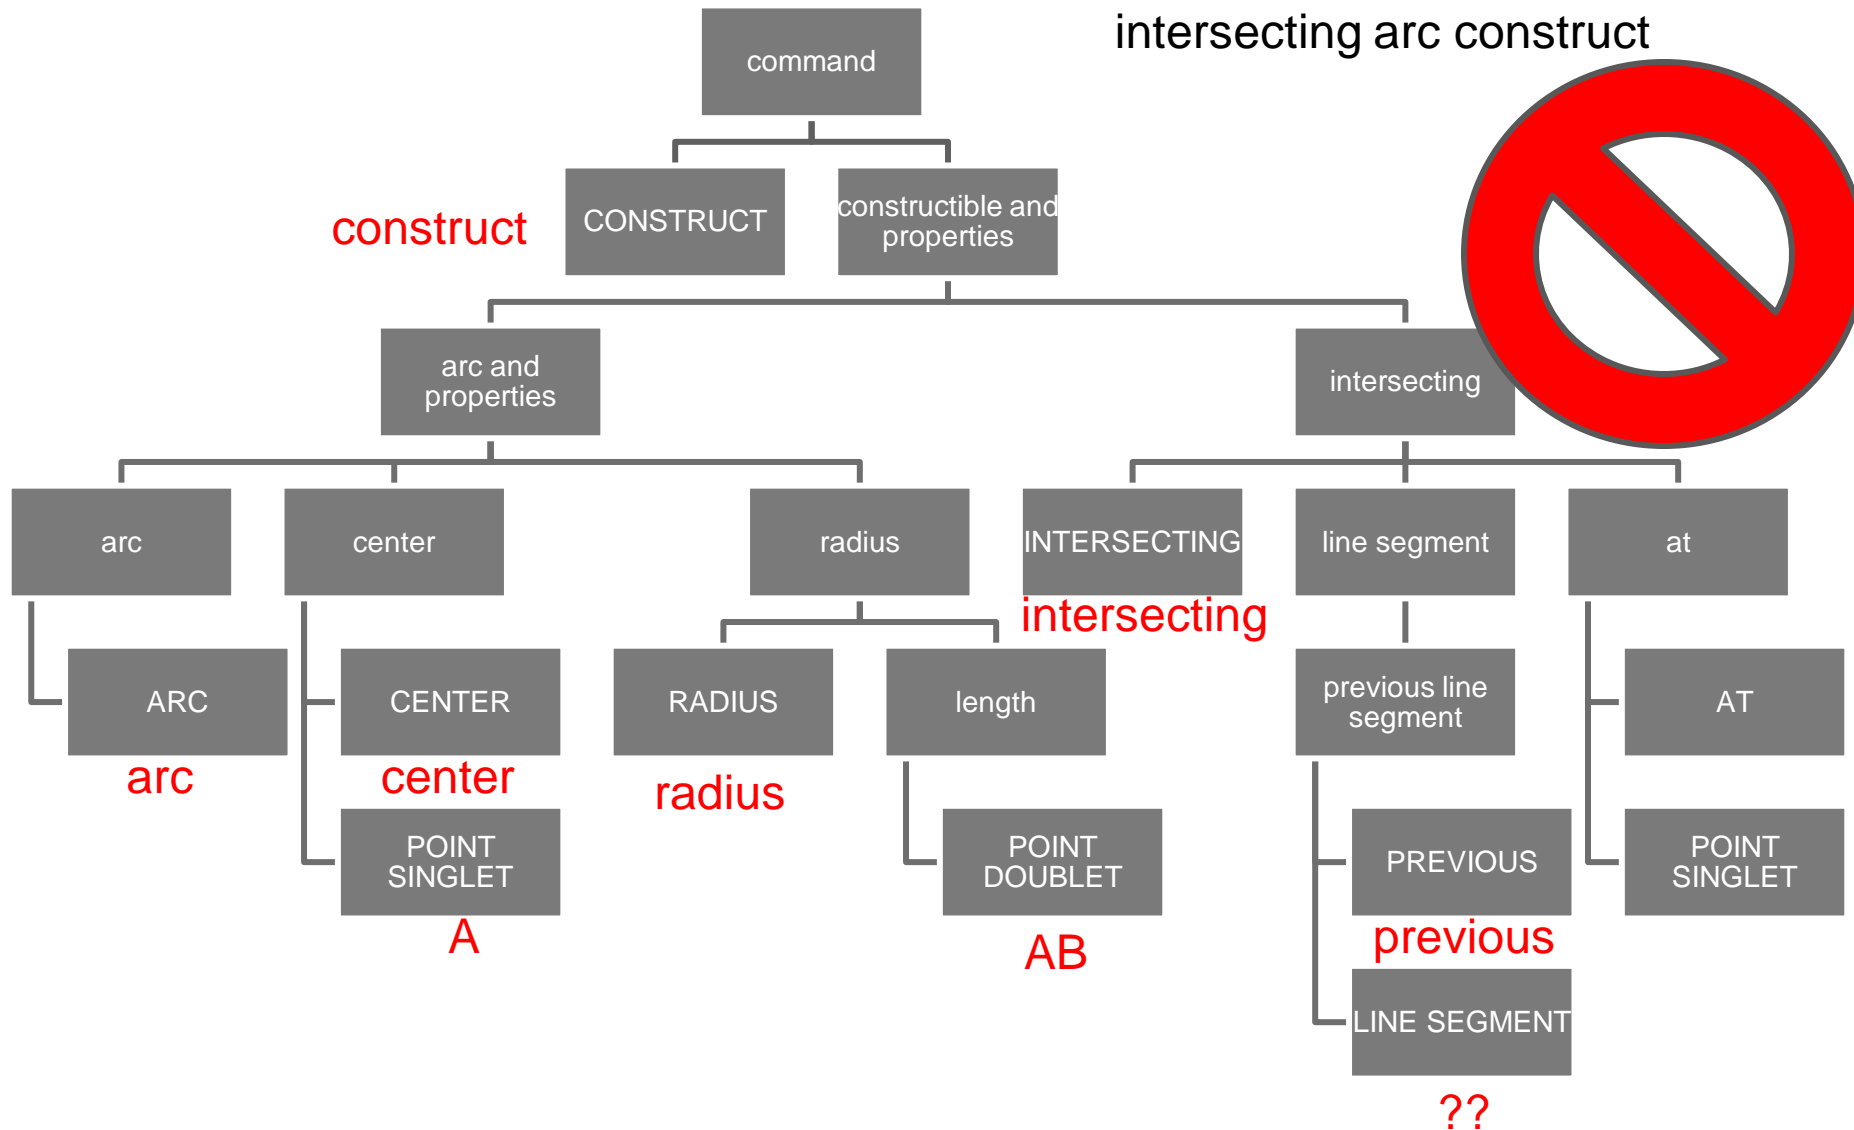 intersecting arc construct
command
construct
CONSTRUCT
constructible and
properties
arc and
properties
intersecting
arc
center
radius
INTERSECTING
line segment
at
intersecting
ARC
CENTER
RADIUS
length
previous line
segment
AT
arc
center
radius
POINT
SINGLET
POINT
DOUBLET
PREVIOUS
POINT
SINGLET
A
AB
previous
LINE SEGMENT
??